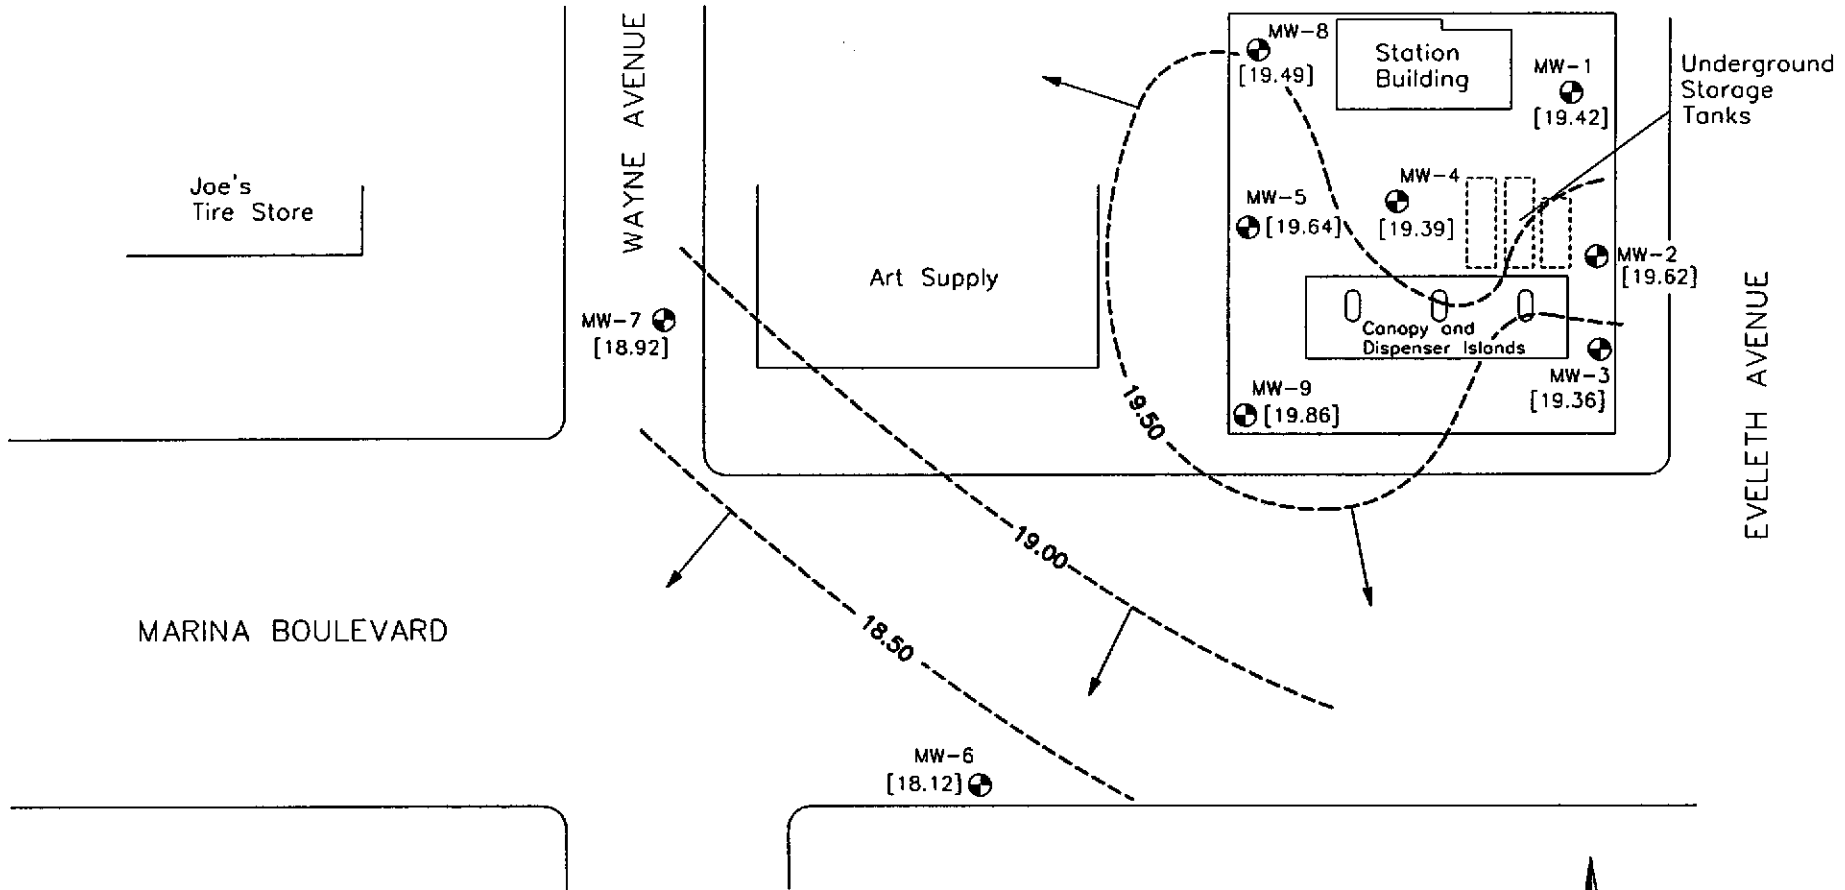 WAYNE AVENUE
MW-8
[19.49]
Station
Building
MW-1
[19.42]
Underground
Storage
Tanks
Joe's
Tire Store
MW-4
[19.39]
MW-5
[19.64]
MW-2
[19.62]
Art Supply
MW-7
[18.92]
Canopy and
Dispenser Islands
MW-3
[19.36]
MW-9
[19.86]
19.50
EVELETH AVENUE
19.00
18.50
MARINA BOULEVARD
MW-6
[18.12]